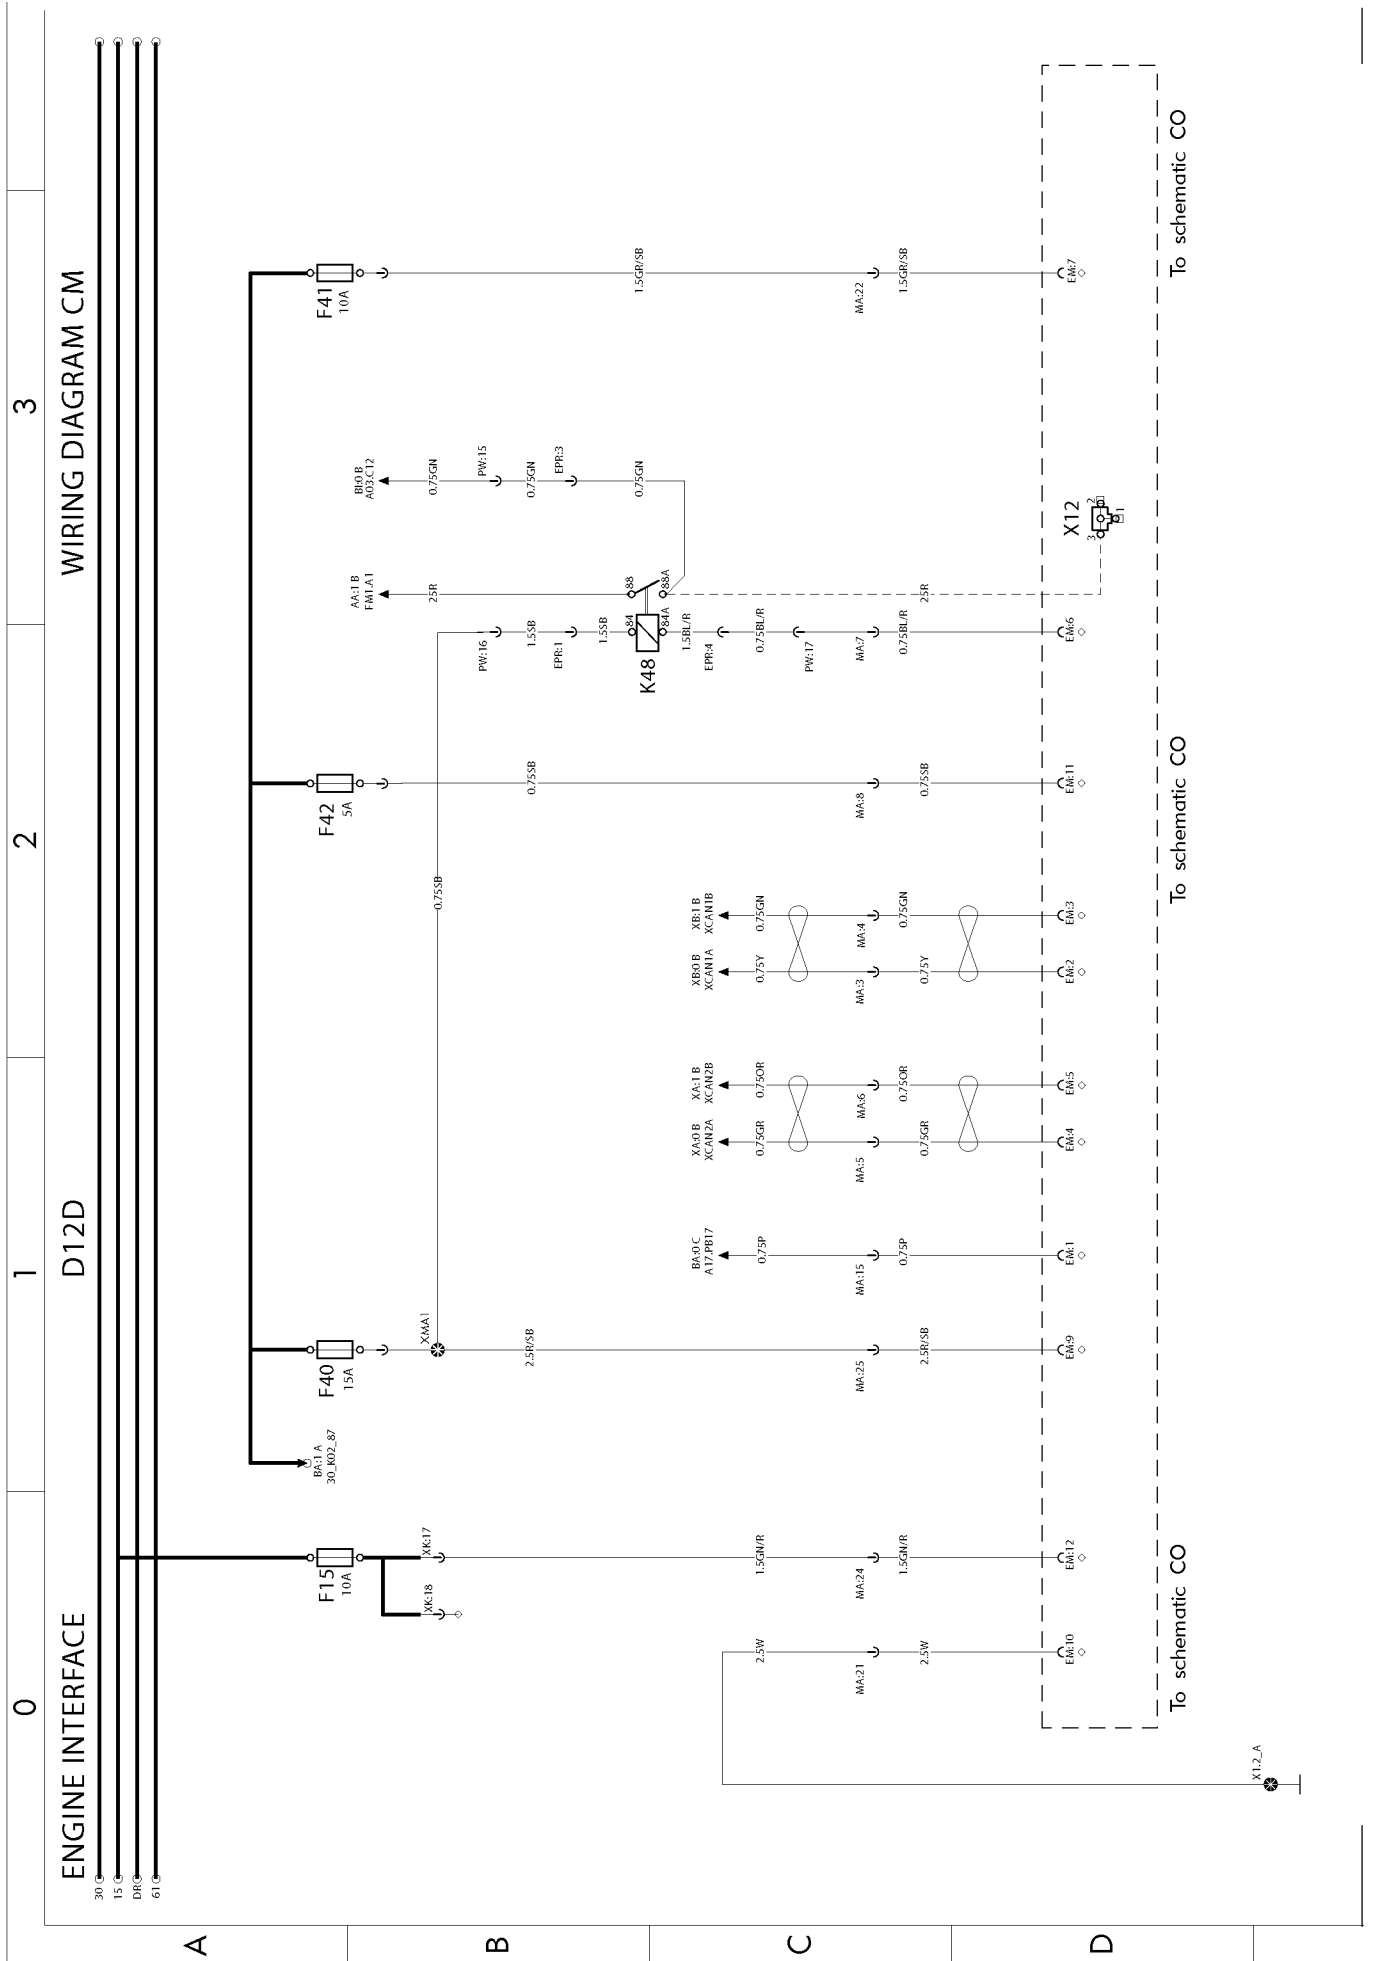 0
1
2
3
ENGINE INTERFACE
D12D
WIRING DIAGRAM CM
30
15
DR
61
A
B
C
D
F15
10A
XK:18
XK:17
BA:1 A
30_K02_87
F40
15A
XMA1
F42
5A
F41
10A
0.75SB
2.5R/SB
0.75SB
1.5GR/SB
AA:1 B
FM1.A1
25R
BI:0 B
A03.C12
0.75GN
PW:15
0.75GN
EPR:3
0.75GN
PW:16
1.5SB
EPR:1
1.5SB
84
88
K48
84A
88A
1.5BL/R
EPR:4
0.75BL/R
PW:17
MA:7
0.75BL/R
25R
2.5W
MA:21
2.5W
1.5GN/R
MA:24
1.5GN/R
MA:25
2.5R/SB
BA:0 C
A17.PB17
0.75P
MA:15
0.75P
XA:0 B
XCAN2A
0.75GR
MA:5
0.75GR
XA:1 B
XCAN2B
0.75OR
MA:6
0.75OR
XB:0 B
XCAN1A
0.75Y
MA:3
0.75Y
XB:1 B
XCAN1B
0.75GN
MA:4
0.75GN
MA:8
0.75SB
MA:22
1.5GR/SB
EM:10
EM:12
EM:9
EM:1
EM:4
EM:5
EM:2
EM:3
EM:11
EM:6
X12
3
2
1
EM:7
To schematic CO
To schematic CO
To schematic CO
X1.2_A